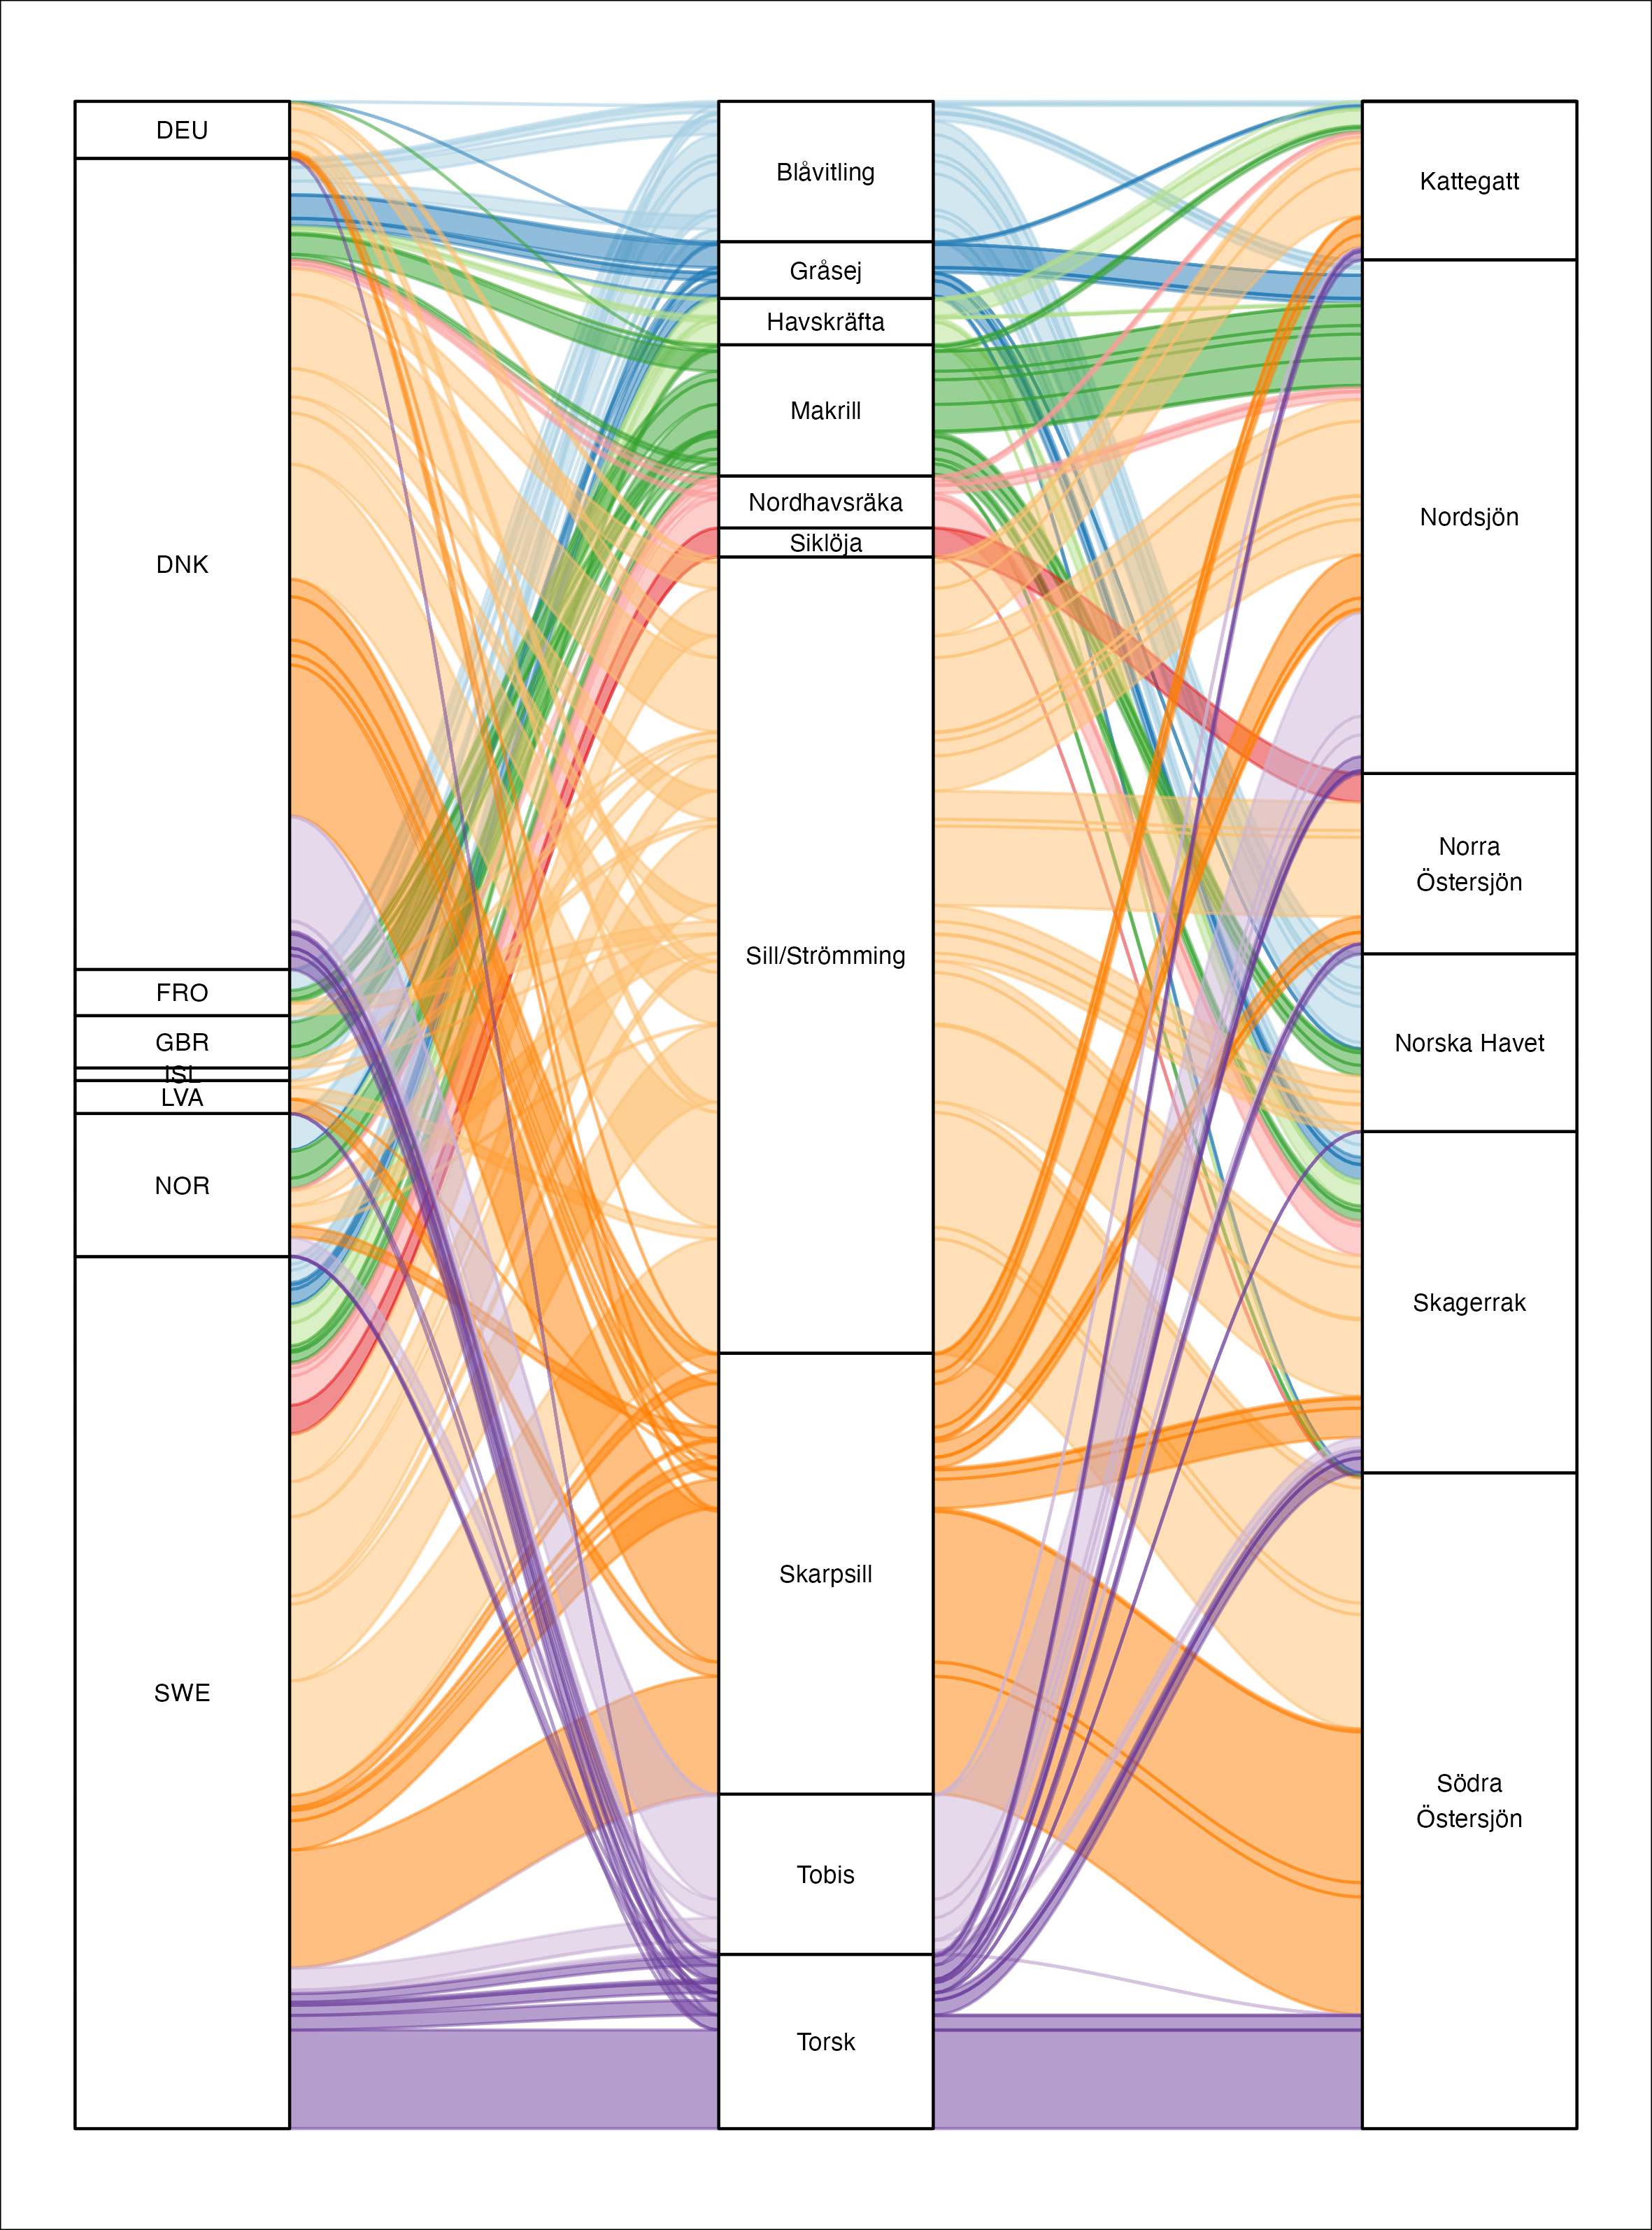 DEU
DNK
FRO
GBR
ISL
LVA
NOR
SWE
Blåvitling
Gråsej
Havskräfta
Makrill
Nordhavsräka
Siklöja
Sill/Strömming
Skarpsill
Tobis
Torsk
Kattegatt
Nordsjön
Norra
Östersjön
Norska Havet
Skagerrak
Södra
Östersjön